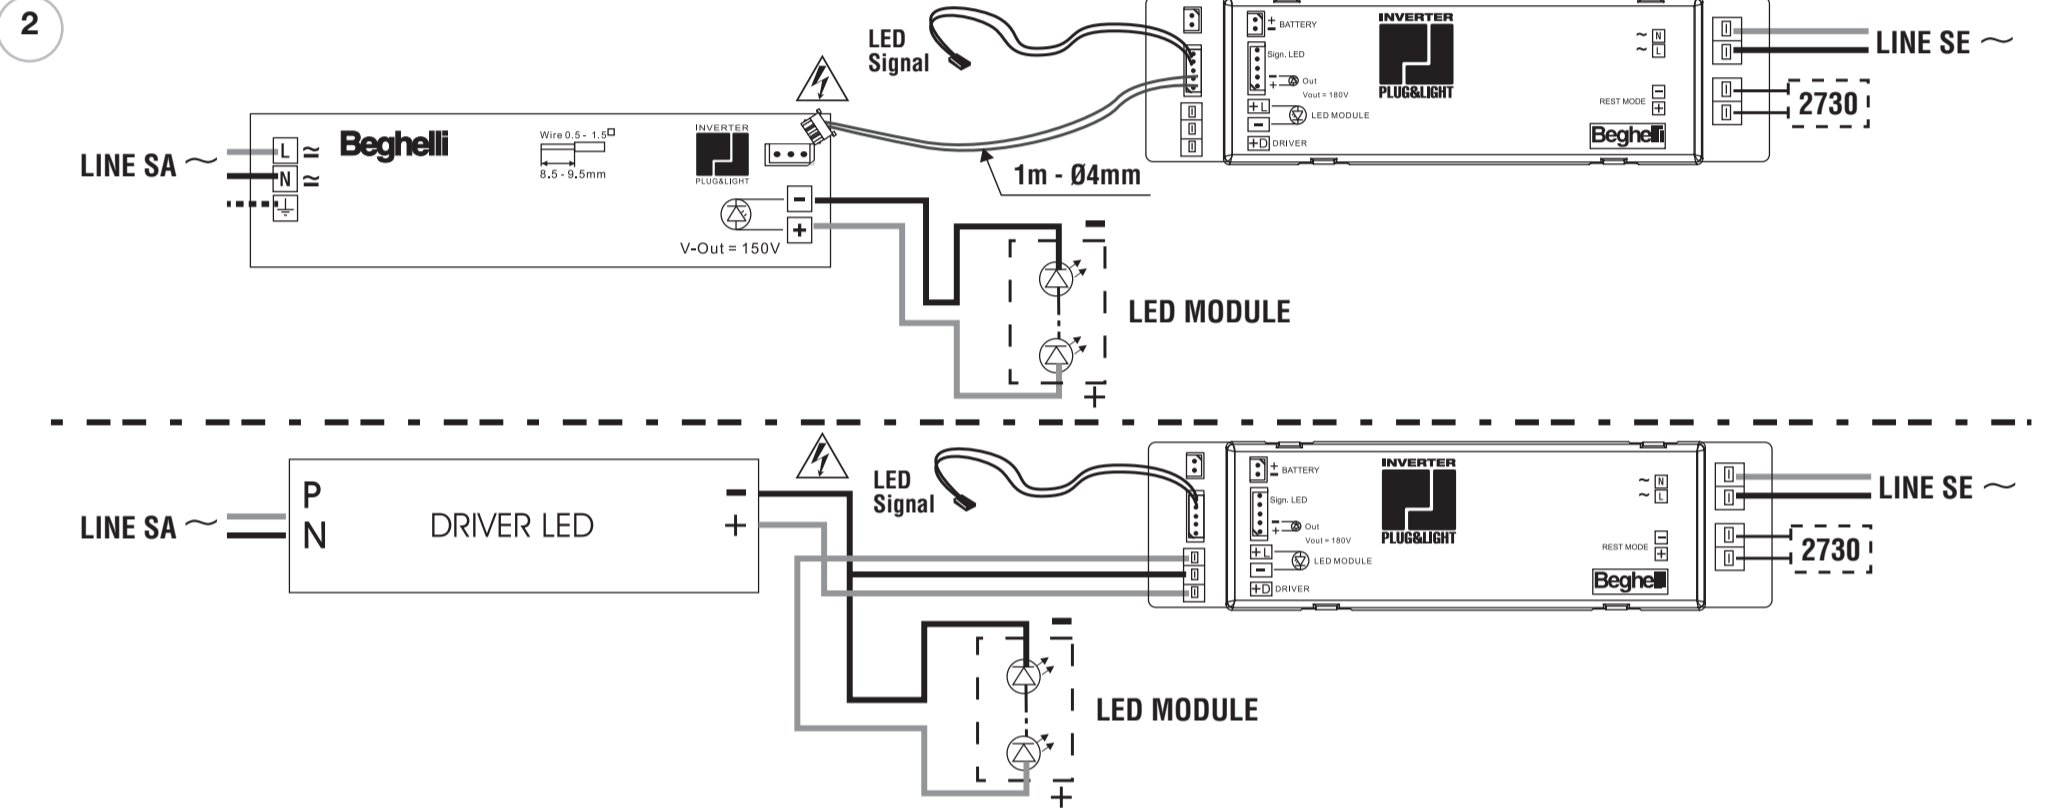 2
LED
Signal
+ BATTERY
-
Sign. LED
- Out
+
Vout = 180V
+L
LED MODULE
-
+D DRIVER
INVERTER
PLUG&LIGHT
~ N
~ L
REST MODE
-
+
Beghelli
LINE SE ~
2730
LINE SA ~
L ≃
N ≃
Beghelli
Wire 0.5 - 1.5□
8.5 - 9.5mm
INVERTER
PLUG&LIGHT
-
+
V-Out = 150V
1m - Ø4mm
-
LED MODULE
+
LED
Signal
+ BATTERY
-
Sign. LED
- Out
+
Vout = 180V
+L
LED MODULE
-
+D DRIVER
INVERTER
PLUG&LIGHT
~ N
~ L
REST MODE
-
+
Beghelli
LINE SE ~
2730
LINE SA ~
P
N
DRIVER LED
-
+
-
LED MODULE
+